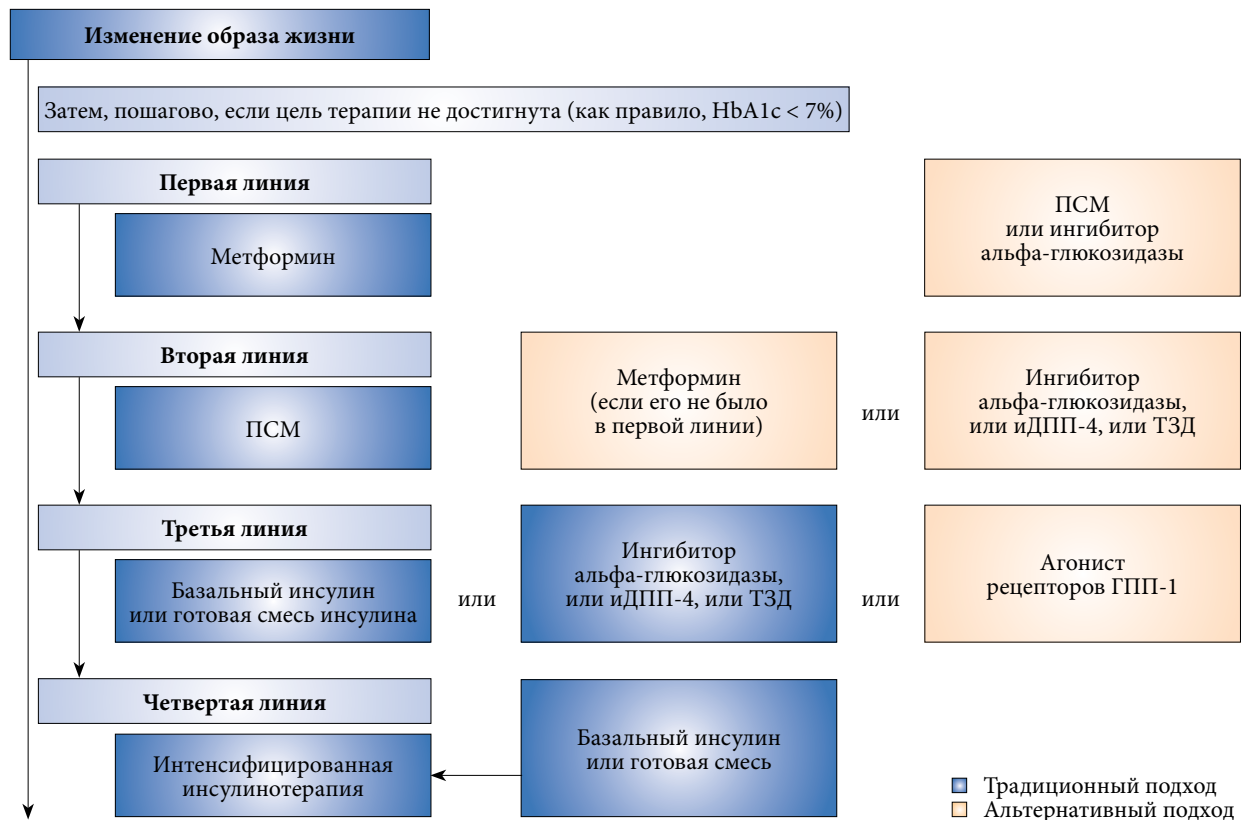 Изменение образа жизни
Затем, пошагово, если цель терапии не достигнута (как правило, HbA1c < 7%)
Первая линия
Метформин
ПСМ
или ингибитор
альфа-глюкозидазы
Вторая линия
ПСМ
Метформин
(если его не было
в первой линии)
или
Ингибитор
альфа-глюкозидазы,
или иДПП-4, или ТЗД
Третья линия
Базальный инсулин
или готовая смесь инсулина
или
Ингибитор
альфа-глюкозидазы,
или иДПП-4, или ТЗД
или
Агонист
рецепторов ГПП-1
Четвертая линия
Интенсифицированная
инсулинотерапия
Базальный инсулин
или готовая смесь
Традиционный подход
Альтернативный подход